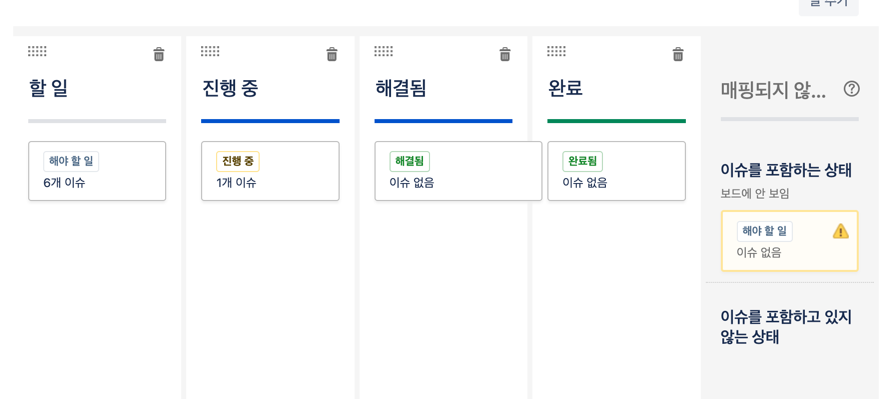 열 추가
할 일
진행 중
해결됨
완료
매핑되지 않...
해야 할 일
6개 이슈
진행 중
1개 이슈
해결됨
이슈 없음
완료됨
이슈 없음
이슈를 포함하는 상태
보드에 안 보임
해야 할 일
이슈 없음
이슈를 포함하고 있지
않는 상태